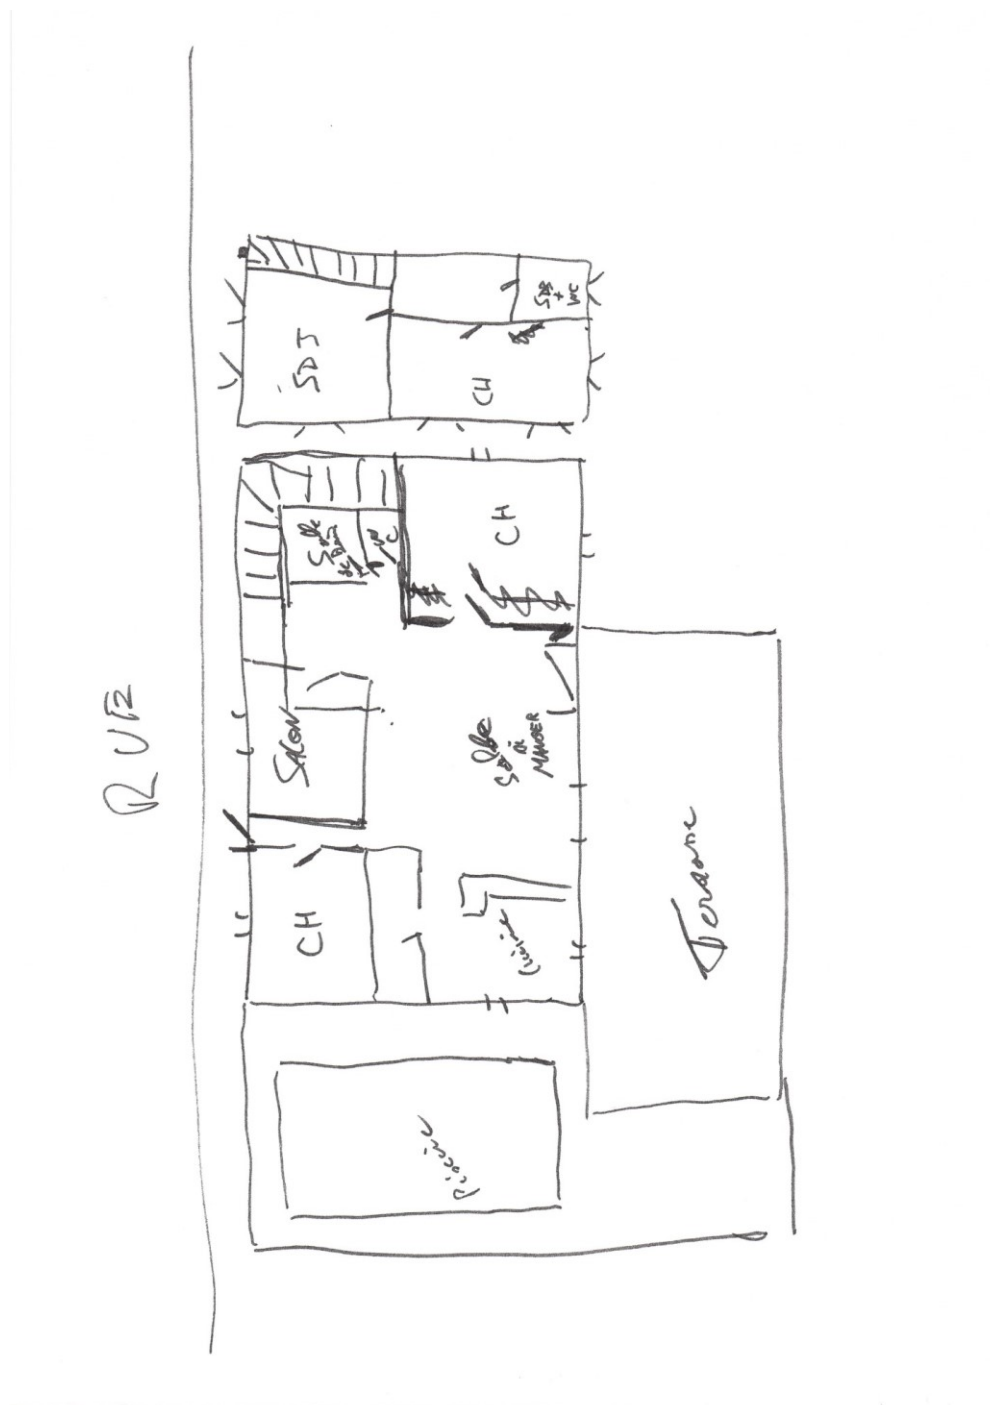 RUE
SDJ
CH
SDB
+
WC
Salle
de
Bain
WC
CH
SALON
Salle
à
MANGER
CH
Cuisine
Terrasse
Piscine